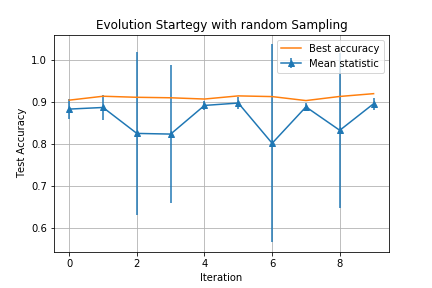 Evolution Startegy with random Sampling
Best accuracy
Mean statistic
Test Accuracy
1.0
0.9
0.8
0.7
0.6
0 2 4 6 8
Iteration